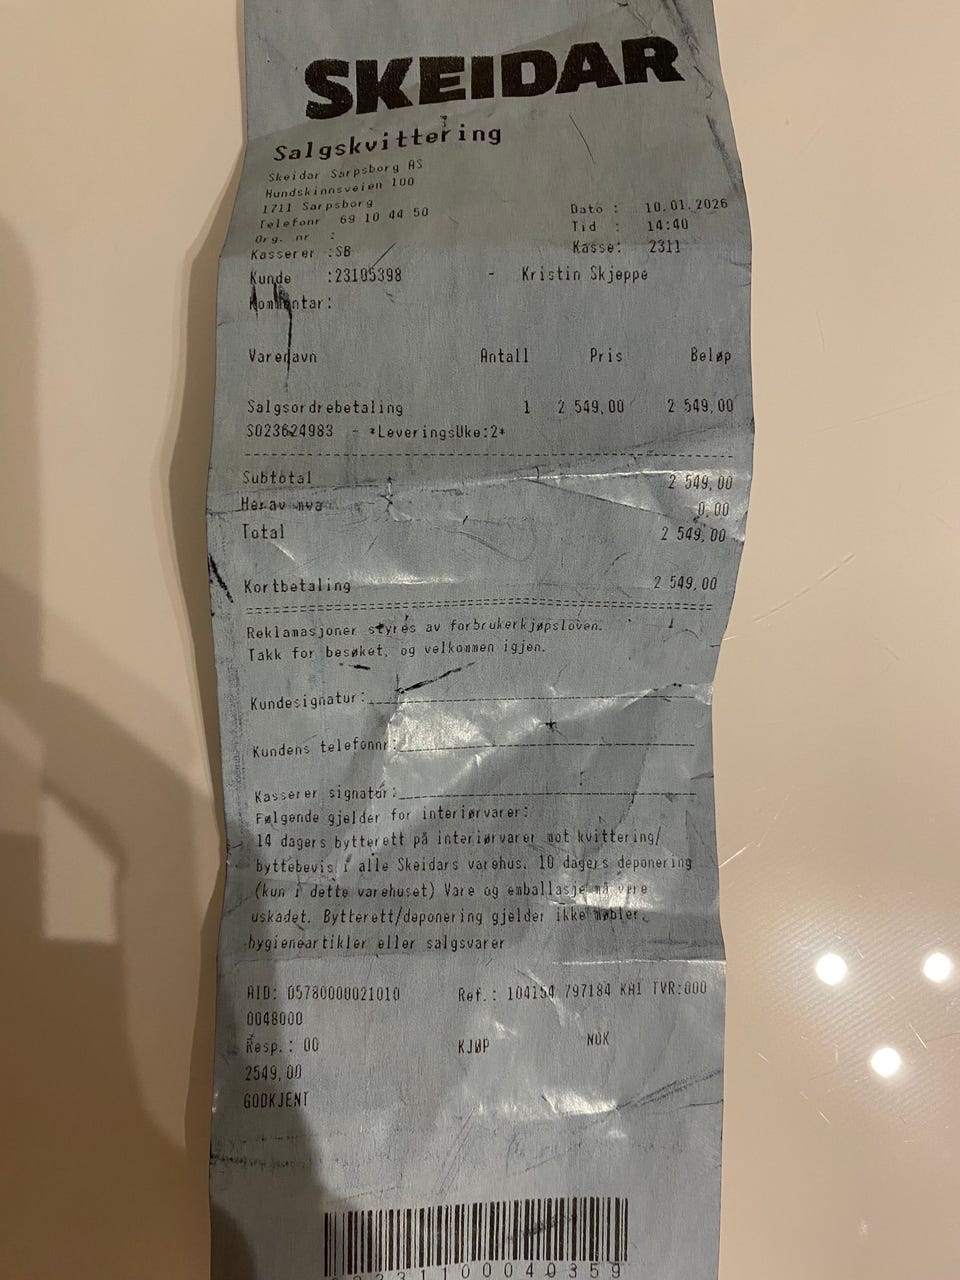 SKEIDAR
Salgskvittering
Skeidar Sarpsborg AS
Hundskinnsveien 100
1711 Sarpsborg
Telefonr 69 10 44 50
Dato : 10.01.2026
Org. nr :
Tid : 14:40
Kasserer :SB
Kasse: 2311
Kunde :23105398 - Kristin Skjeppe
Kommentar:
Varenavn Antall Pris Beløp
Salgsordrebetaling 1 2 549,00 2 549,00
SO23624983 - *LeveringsUke:2*
Subtotal 2 549,00
Herav mva 0,00
Total 2 549,00
Kortbetaling 2 549,00
Reklamasjoner styres av forbrukerkjøpsloven.
Takk for besøket, og velkommen igjen.
Kundesignatur:
Kundens telefonnr:
Kasserer signatur:
Følgende gjelder for interiørvarer:
14 dagers bytterett på interiørvarer mot kvittering/
byttebevis i alle Skeidars varehus. 10 dagers deponering
(kun i dette varehuset) Vare og emballasje må være
uskadet. Bytterett/deponering gjelder ikke møbler,
hygieneartikler eller salgsvarer
AID: 05780000021010 Ref.: 104154 797184 KA1 TVR:000
0048000
Resp.: 00 KJØP NOK
2549,00
GODKJENT